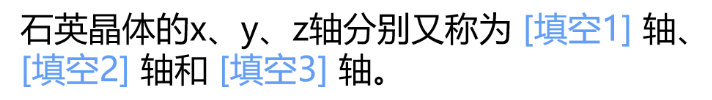 石英晶体的x、y、z轴分别又称为 [填空1] 轴、
[填空2] 轴和 [填空3] 轴。